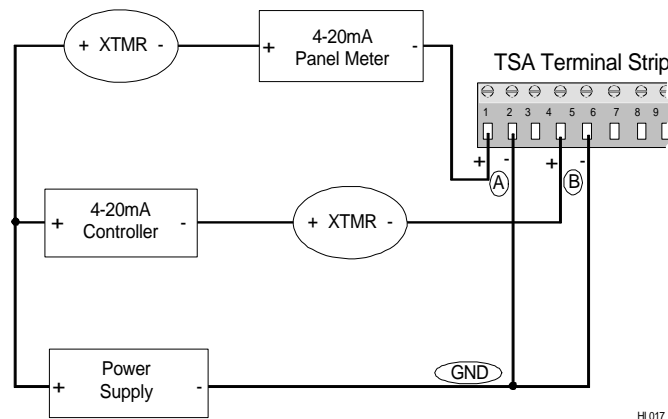 + XTMR -
+ 4-20mA -
Panel Meter
TSA Terminal Strip
1 2 3 4 5 6 7 8 9
+ A - + B -
+ 4-20mA -
Controller
+ XTMR -
+ Power -
Supply
GND
HI 017